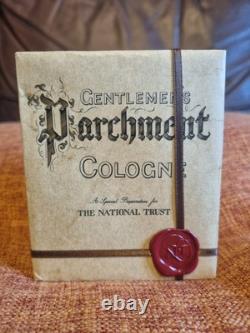 GENTLEMEN'S
Parchment
COLOGNE
A Special Preparation for
THE NATIONAL TRUST